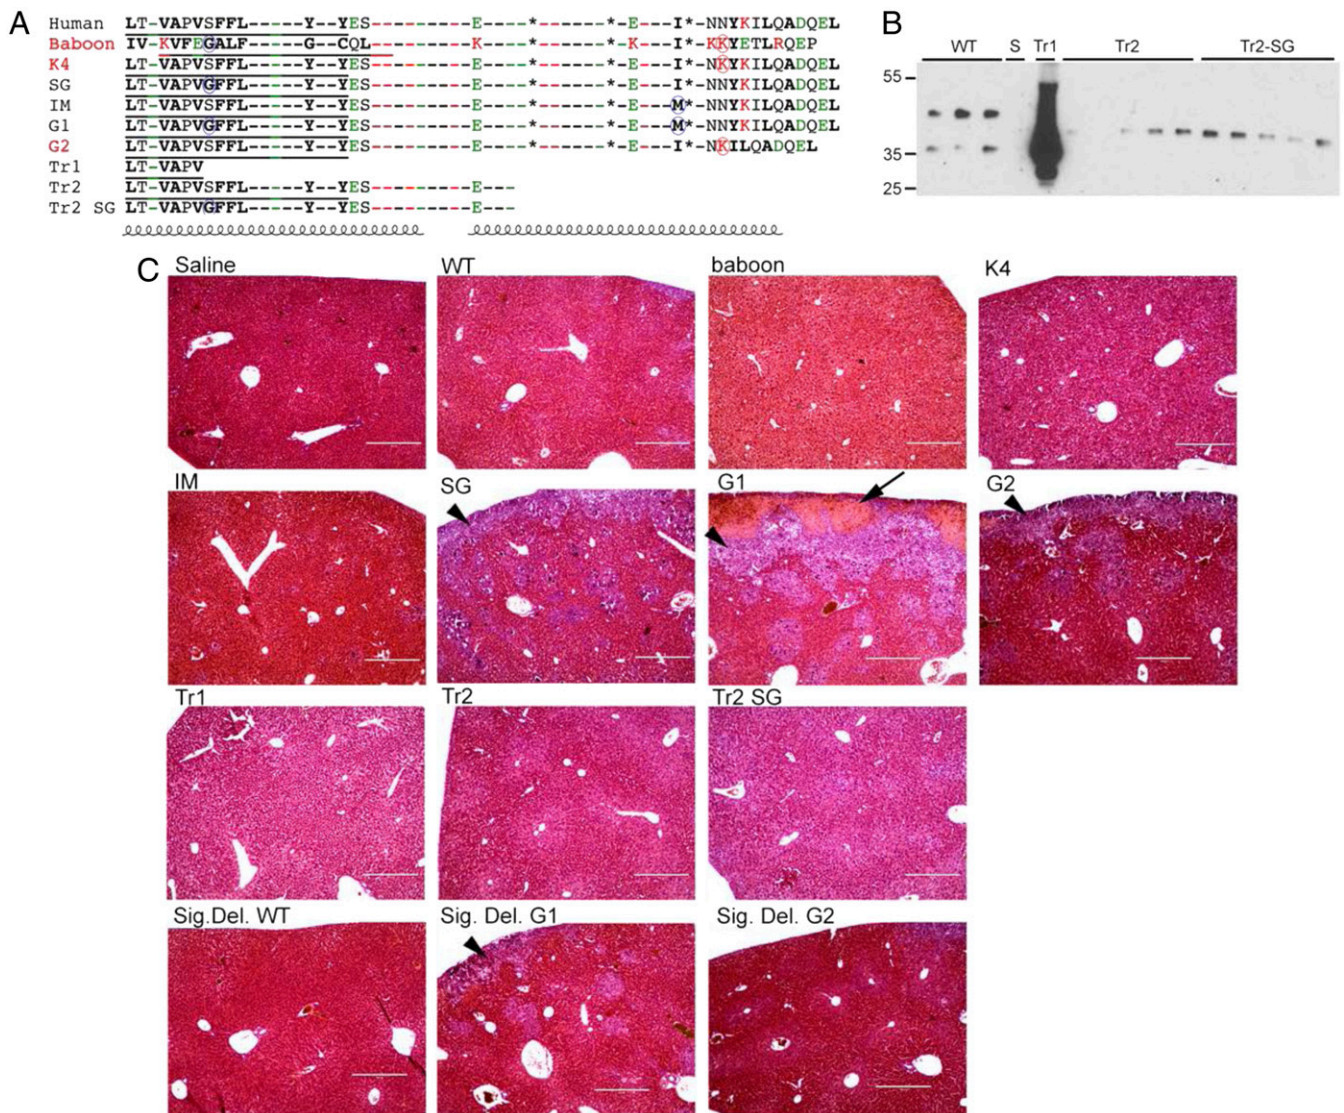 A
Human LT-VAPVSFFL-----Y--YES------------E-----*-------*--E---I*-NNYKILQADQEL
Baboon IV-KVFEGALF-----G--CQL------------K------------------K---I*-KKYETLRQEP
K4 LT-VAPVSFFL-----Y--YES------------E-----*-------*--E---I*-NKYKILQADQEL
SG LT-VAPVGFFL-----Y--YES------------E-----*-------*--E---I*-NNYKILQADQEL
IM LT-VAPVSFFL-----Y--YES------------E-----*-------*--E---M*-NNYKILQADQEL
G1 LT-VAPVGFFL-----Y--YES------------E-----*-------*--E---M*-NNYKILQADQEL
G2 LT-VAPVSFFL-----Y--YES------------E-----*-------*--E---I*-NKILQADQEL
Tr1 LT-VAPV
Tr2 LT-VAPVSFFL-----Y--YES------------E----
Tr2 SG LT-VAPVGFFL-----Y--YES------------E----
B
WT S Tr1 Tr2 Tr2-SG
55
35
25
C
Saline WT baboon K4
IM SG G1 G2
Tr1 Tr2 Tr2 SG
Sig.Del. WT Sig. Del. G1 Sig. Del. G2